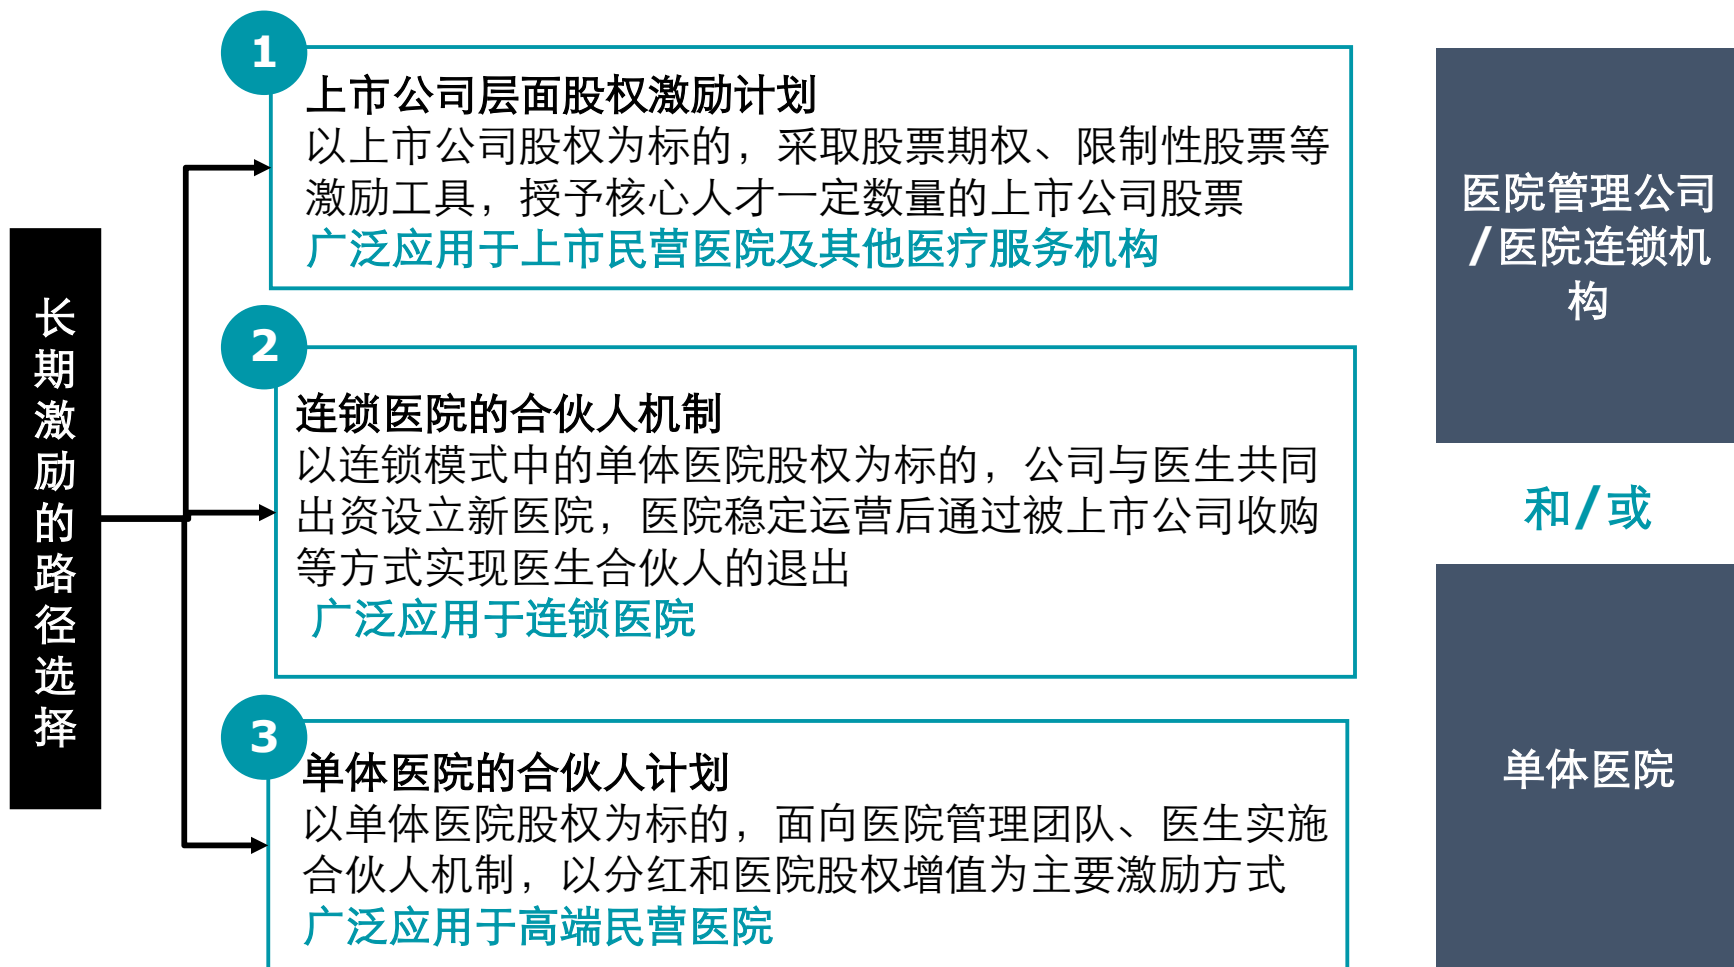 长期激励的路径选择
1
上市公司层面股权激励计划
以上市公司股权为标的，采取股票期权、限制性股票等
激励工具，授予核心人才一定数量的上市公司股票
广泛应用于上市民营医院及其他医疗服务机构
2
连锁医院的合伙人机制
以连锁模式中的单体医院股权为标的，公司与医生共同
出资设立新医院，医院稳定运营后通过被上市公司收购
等方式实现医生合伙人的退出
广泛应用于连锁医院
3
单体医院的合伙人计划
以单体医院股权为标的，面向医院管理团队、医生实施
合伙人机制，以分红和医院股权增值为主要激励方式
广泛应用于高端民营医院
医院管理公司
/医院连锁机
构
和/或
单体医院